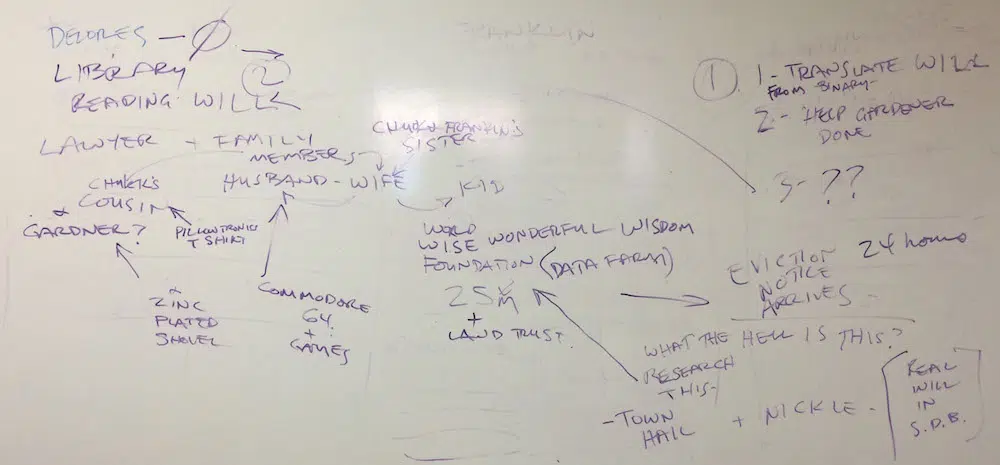 DELORES - Ø
LIBRARY 2
READING WILL
LAWYER + FAMILY
MEMBERS
CHUCK & FRANKLIN'S
SISTER
HUSBAND - WIFE
KID
CHUCK'S
COUSIN
&
GARDNER?
T SHIRT
ZINC
PLATED
SHOVEL
COMMODORE
64
+
GAMES
WORLD
WISE WONDERFUL WISDOM
FOUNDATION (DATA FARM)
25M
+
LAND TRUST
FRANKLIN
1
1 - TRANSLATE WILL
FROM BINARY
2 - HELP GARDENER
DONE
3 - ??
EVICTION 24 hours
NOTICE
ARRIVES -
WHAT THE HELL IS THIS?
RESEARCH
THIS -
- TOWN
HALL
+ NICKLE -
REAL
WILL
IN
S.D.B.